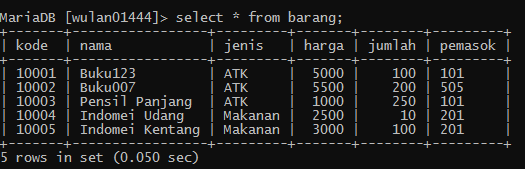 MariaDB [wulan01444]> select * from barang;
+-------+----------------+---------+-------+--------+---------+
| kode  | nama           | jenis   | harga | jumlah | pemasok |
+-------+----------------+---------+-------+--------+---------+
| 10001 | Buku123        | ATK     |  5000 |    100 | 101     |
| 10002 | Buku007        | ATK     |  5500 |    200 | 505     |
| 10003 | Pensil Panjang | ATK     |  1000 |    250 | 101     |
| 10004 | Indomei Udang  | Makanan |  2500 |     10 | 201     |
| 10005 | Indomei Kentang | Makanan |  3000 |    100 | 201     |
+-------+----------------+---------+-------+--------+---------+
5 rows in set (0.050 sec)